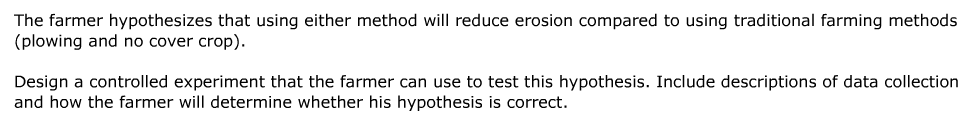 The farmer hypothesizes that using either method will reduce erosion compared to using traditional farming methods
(plowing and no cover crop).
Design a controlled experiment that the farmer can use to test this hypothesis. Include descriptions of data collection
and how the farmer will determine whether his hypothesis is correct.